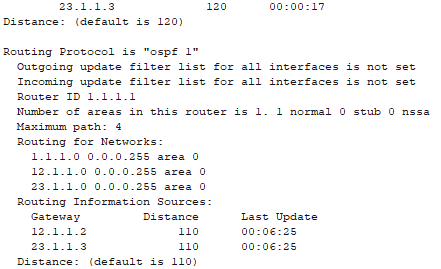 23.1.1.3 120 00:00:17
Distance: (default is 120)
Routing Protocol is "ospf 1"
Outgoing update filter list for all interfaces is not set
Incoming update filter list for all interfaces is not set
Router ID 1.1.1.1
Number of areas in this router is 1. 1 normal 0 stub 0 nssa
Maximum path: 4
Routing for Networks:
1.1.1.0 0.0.0.255 area 0
12.1.1.0 0.0.0.255 area 0
23.1.1.0 0.0.0.255 area 0
Routing Information Sources:
Gateway Distance Last Update
12.1.1.2 110 00:06:25
23.1.1.3 110 00:06:25
Distance: (default is 110)